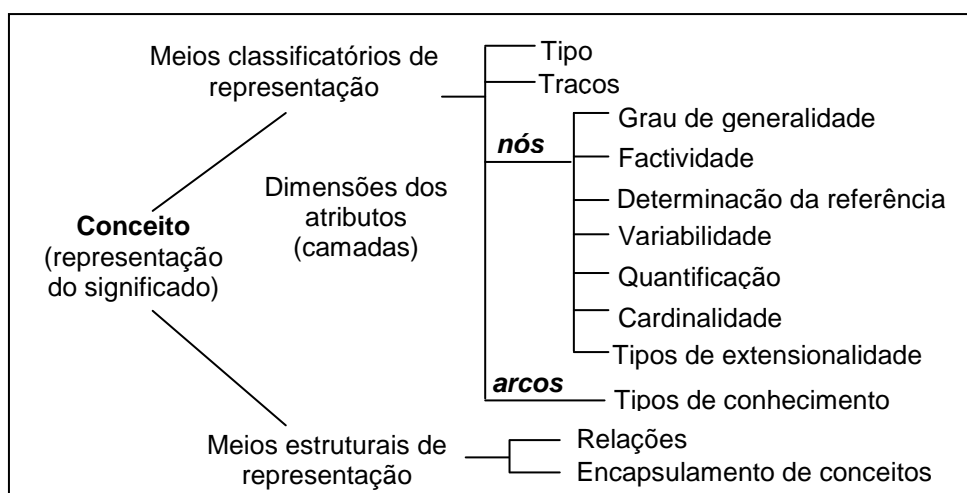 Meios classificatórios de
representação
Tipo
Tracos
nós
Grau de generalidade
Factividade
Determinação da referência
Variabilidade
Quantificação
Cardinalidade
Tipos de extensionalidade
arcos
Tipos de conhecimento
Dimensões dos
atributos
(camadas)
Conceito
(representação
do significado)
Meios estruturais de
representação
Relações
Encapsulamento de conceitos